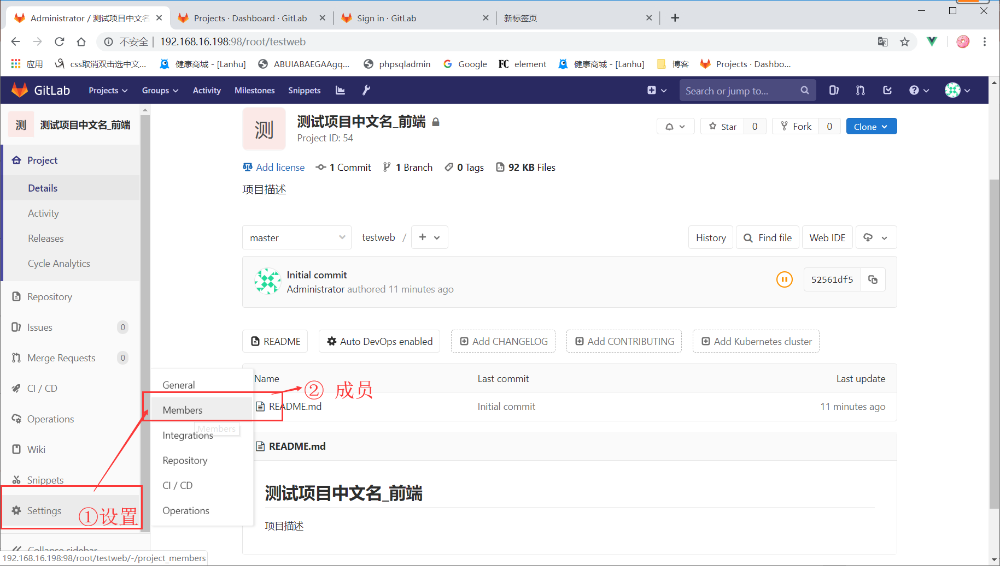 Administrator / 测试项目中文名
Projects · Dashboard · GitLab
Sign in · GitLab
新标签页
不安全
192.168.16.198:98/root/testweb
应用
css取消双击选中文...
健康商城 - [Lanhu]
ABUIABAEGAAgq...
phpsqladmin
Google
FC element
健康商城 - [Lanhu]
博客
Projects · Dashbo...
GitLab
Projects
Groups
Activity
Milestones
Snippets
Search or jump to...
测
测试项目中文名_前端
Project
Details
Activity
Releases
Cycle Analytics
Repository
Issues 0
Merge Requests 0
CI / CD
Operations
Wiki
Snippets
Settings
①设置
Collapse sidebar
192.168.16.198:98/root/testweb/-/project_members
General
Members
Members
Integrations
Repository
CI / CD
Operations
② 成员
测
测试项目中文名_前端
Project ID: 54
Star 0
Fork 0
Clone
Add license
1 Commit
1 Branch
0 Tags
92 KB Files
项目描述
master
testweb /
History
Find file
Web IDE
Initial commit
Administrator authored 11 minutes ago
52561df5
README
Auto DevOps enabled
Add CHANGELOG
Add CONTRIBUTING
Add Kubernetes cluster
Name Last commit Last update
README.md Initial commit 11 minutes ago
README.md
测试项目中文名_前端
项目描述